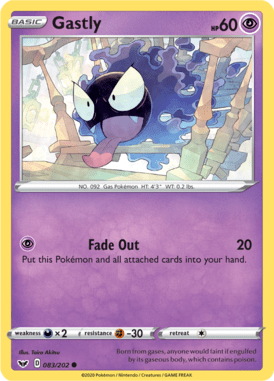 BASIC Gastly HP60
NO. 092 Gas Pokémon HT: 4'3" WT: 0.2 lbs.
Fade Out 20
Put this Pokémon and all attached cards into your hand.
weakness ×2 resistance -30 retreat
Illus. Taira Akitsu
D 083/202
©2020 Pokémon / Nintendo / Creatures / GAME FREAK
Born from gases, anyone would faint if engulfed
by its gaseous body, which contains poison.